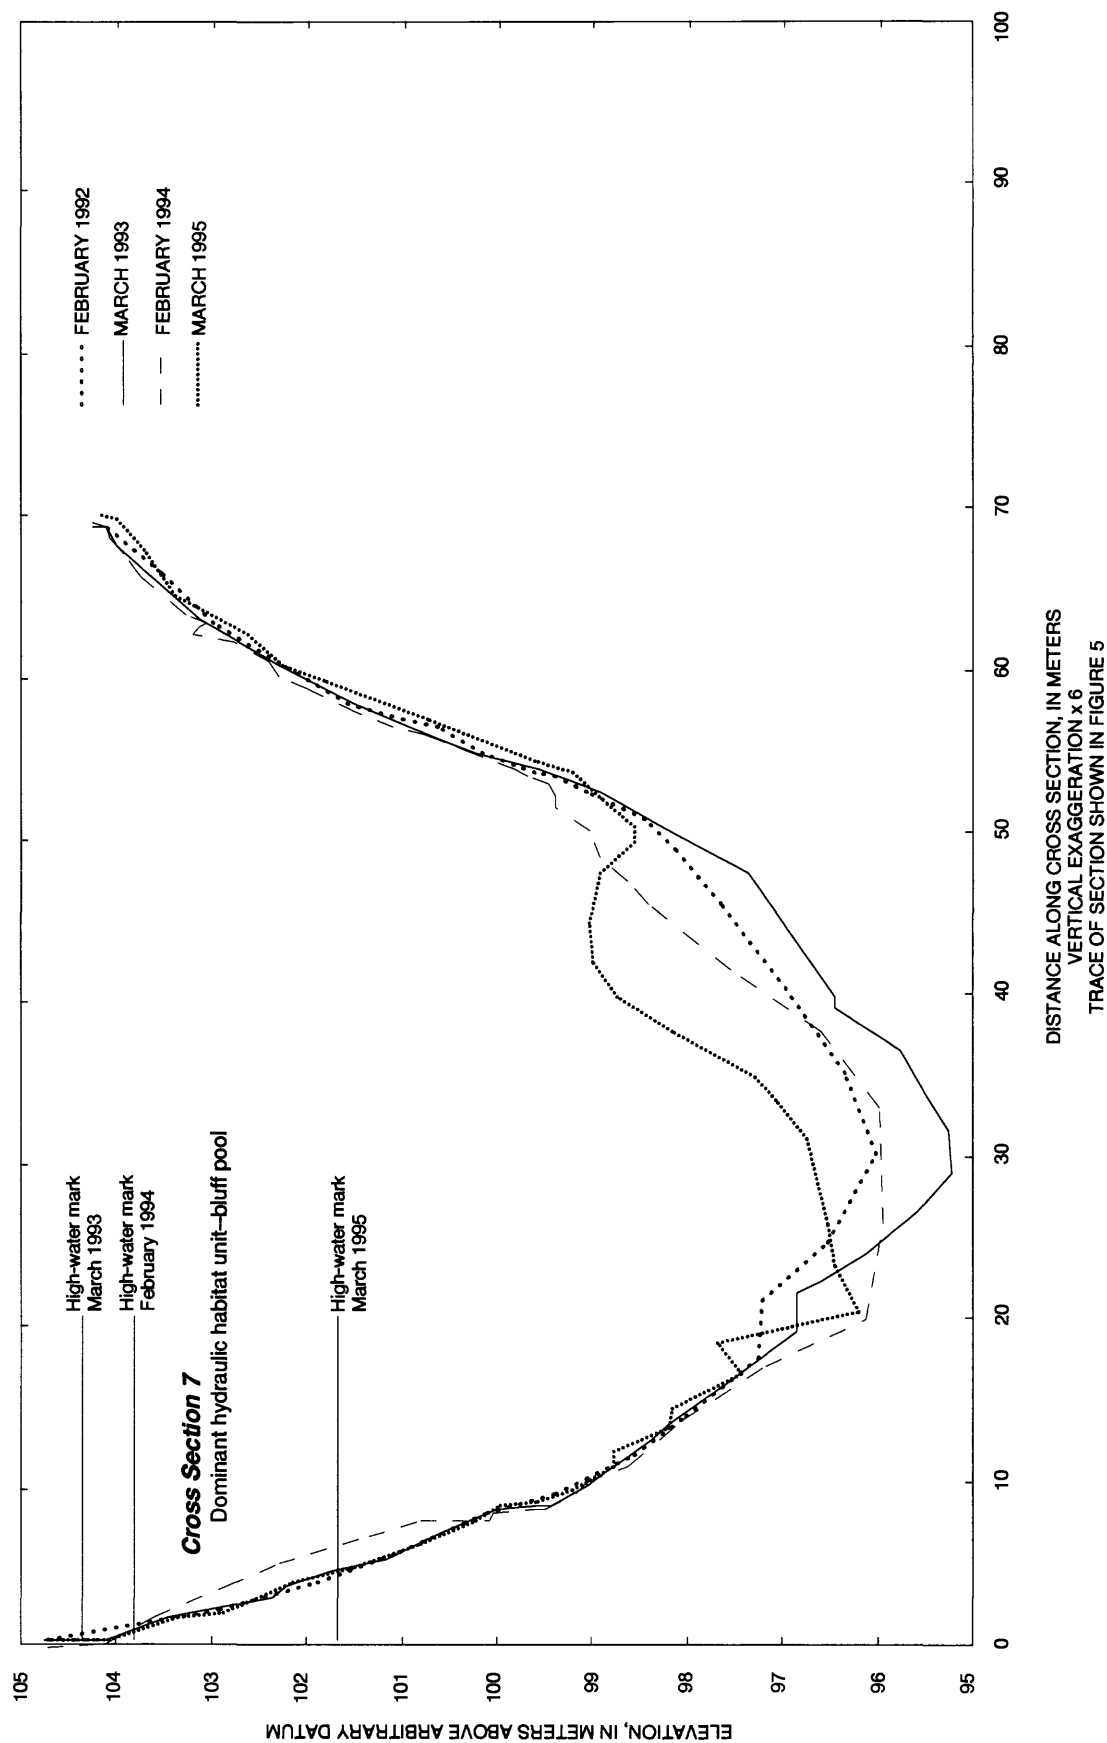 ELEVATION, IN METERS ABOVE ARBITRARY DATUM
105
104
103
102
101
100
99
98
97
96
95
High-water mark
March 1993
High-water mark
February 1994
Cross Section 7
Dominant hydraulic habitat unit--bluff pool
High-water mark
March 1995
FEBRUARY 1992
MARCH 1993
FEBRUARY 1994
MARCH 1995
0
10
20
30
40
50
60
70
80
90
100
DISTANCE ALONG CROSS SECTION, IN METERS
VERTICAL EXAGGERATION x 6
TRACE OF SECTION SHOWN IN FIGURE 5